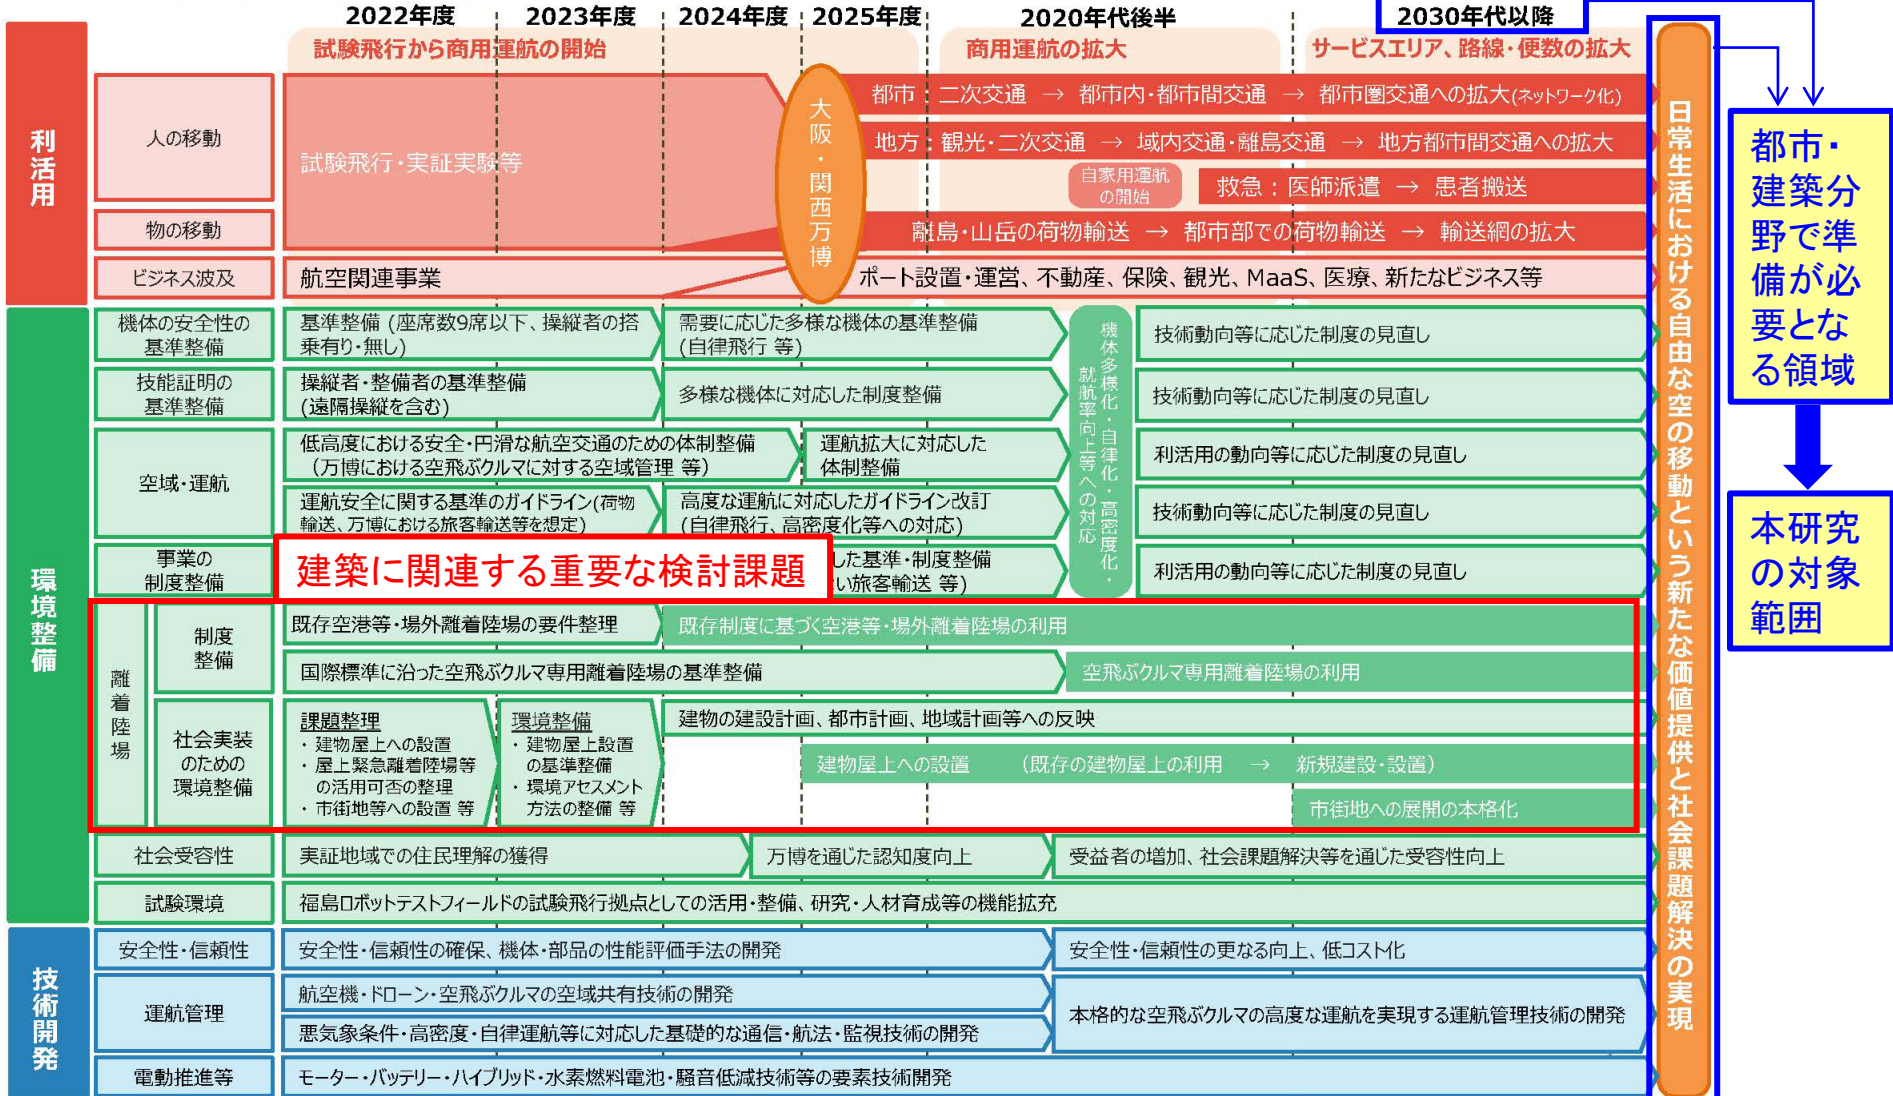 2022年度
2023年度
2024年度
2025年度
2020年代後半
2030年代以降
試験飛行から商用運航の開始
商用運航の拡大
サービスエリア、路線・便数の拡大
利活用
人の移動
試験飛行・実証実験等
大阪・関西万博
都市：二次交通 → 都市内・都市間交通 → 都市圏交通への拡大(ネットワーク化)
地方：観光・二次交通 → 域内交通・離島交通 → 地方都市間交通への拡大
自家用運航
の開始
救急：医師派遣 → 患者搬送
物の移動
離島・山岳の荷物輸送 → 都市部での荷物輸送 → 輸送網の拡大
ビジネス波及
航空関連事業
ポート設置・運営、不動産、保険、観光、MaaS、医療、新たなビジネス等
環境整備
機体の安全性の
基準整備
基準整備 (座席数9席以下、操縦者の搭
乗有り・無し)
需要に応じた多様な機体の基準整備
(自律飛行 等)
機体多様化・自律化・高密度化・
就航率向上等への対応
技術動向等に応じた制度の見直し
技能証明の
基準整備
操縦者・整備者の基準整備
(遠隔操縦を含む)
多様な機体に対応した制度整備
技術動向等に応じた制度の見直し
空域・運航
低高度における安全・円滑な航空交通のための体制整備
（万博における空飛ぶクルマに対する空域管理 等）
運航拡大に対応した
体制整備
利活用の動向等に応じた制度の見直し
運航安全に関する基準のガイドライン(荷物
輸送、万博における旅客輸送等を想定)
高度な運航に対応したガイドライン改訂
(自律飛行、高密度化等への対応)
技術動向等に応じた制度の見直し
事業の
制度整備
建築に関連する重要な検討課題
した基準・制度整備
い旅客輸送 等)
利活用の動向等に応じた制度の見直し
離着陸場
制度
整備
既存空港等・場外離着陸場の要件整理
既存制度に基づく空港等・場外離着陸場の利用
国際標準に沿った空飛ぶクルマ専用離着陸場の基準整備
空飛ぶクルマ専用離着陸場の利用
社会実装
のための
環境整備
課題整理
・ 建物屋上への設置
・ 屋上緊急離着陸場等
の活用可否の整理
・ 市街地等への設置 等
環境整備
・ 建物屋上設置
の基準整備
・ 環境アセスメント
方法の整備 等
建物の建設計画、都市計画、地域計画等への反映
建物屋上への設置 （既存の建物屋上の利用 → 新規建設・設置）
市街地への展開の本格化
社会受容性
実証地域での住民理解の獲得
万博を通じた認知度向上
受益者の増加、社会課題解決等を通じた受容性向上
試験環境
福島ロボットテストフィールドの試験飛行拠点としての活用・整備、研究・人材育成等の機能拡充
技術開発
安全性・信頼性
安全性・信頼性の確保、機体・部品の性能評価手法の開発
安全性・信頼性の更なる向上、低コスト化
運航管理
航空機・ドローン・空飛ぶクルマの空域共有技術の開発
悪気象条件・高密度・自律運航等に対応した基礎的な通信・航法・監視技術の開発
本格的な空飛ぶクルマの高度な運航を実現する運航管理技術の開発
電動推進等
モーター・バッテリー・ハイブリッド・水素燃料電池・騒音低減技術等の要素技術開発
日常生活における自由な空の移動という新たな価値提供と社会課題解決の実現
都市・
建築分
野で準
備が必
要とな
る領域
本研究
の対象
範囲